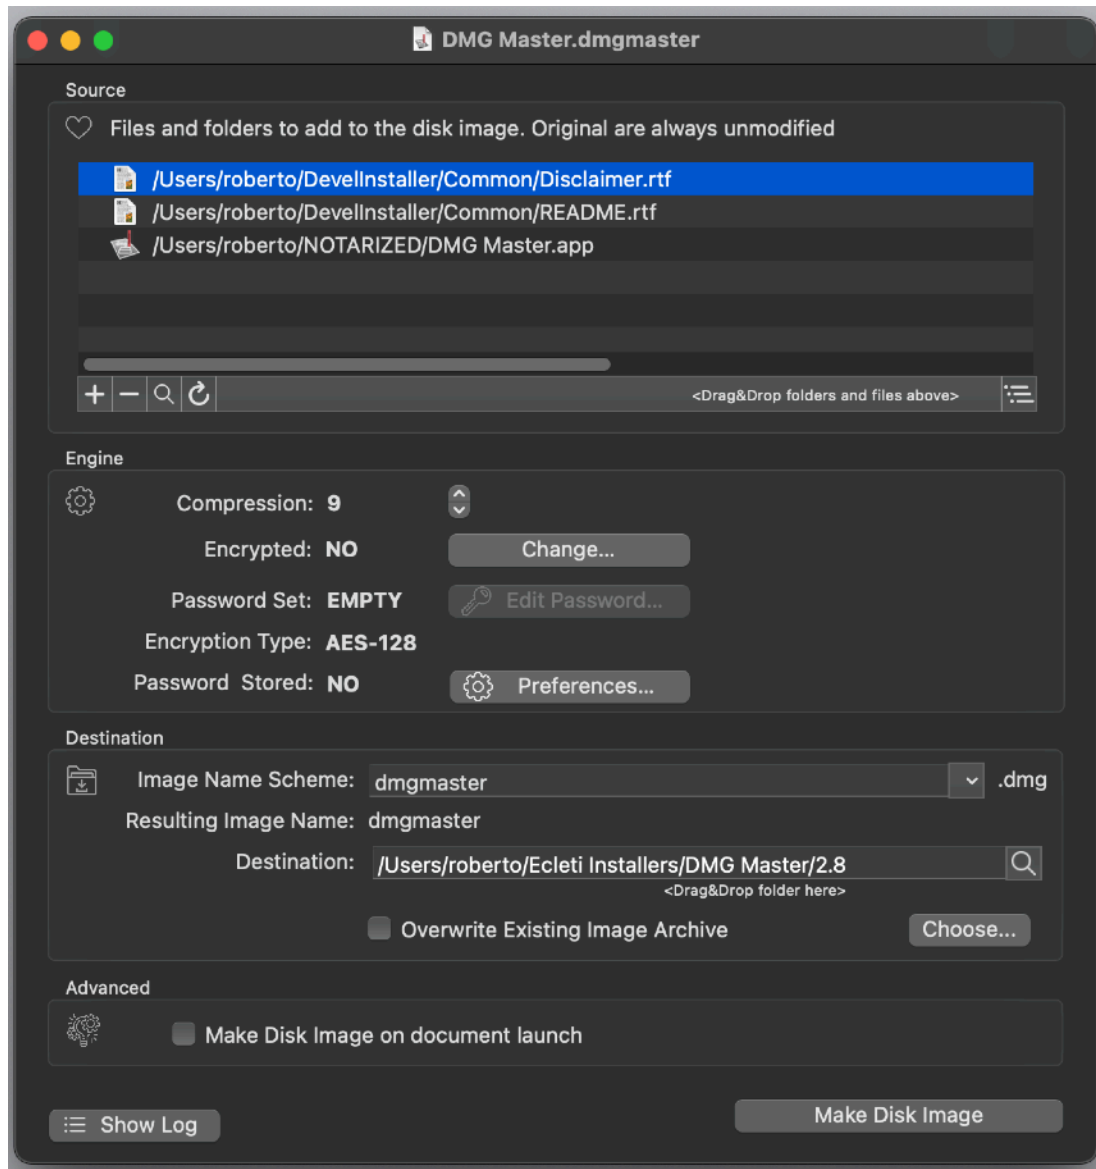 DMG Master.dmgmaster
Source
Files and folders to add to the disk image. Original are always unmodified
/Users/roberto/DevelInstaller/Common/Disclaimer.rtf
/Users/roberto/DevelInstaller/Common/README.rtf
/Users/roberto/NOTARIZED/DMG Master.app
<Drag&Drop folders and files above>
Engine
Compression: 9
Encrypted: NO Change...
Password Set: EMPTY Edit Password...
Encryption Type: AES-128
Password Stored: NO Preferences...
Destination
Image Name Scheme: dmgmaster .dmg
Resulting Image Name: dmgmaster
Destination: /Users/roberto/Ecleti Installers/DMG Master/2.8
<Drag&Drop folder here>
Overwrite Existing Image Archive Choose...
Advanced
Make Disk Image on document launch
Show Log Make Disk Image